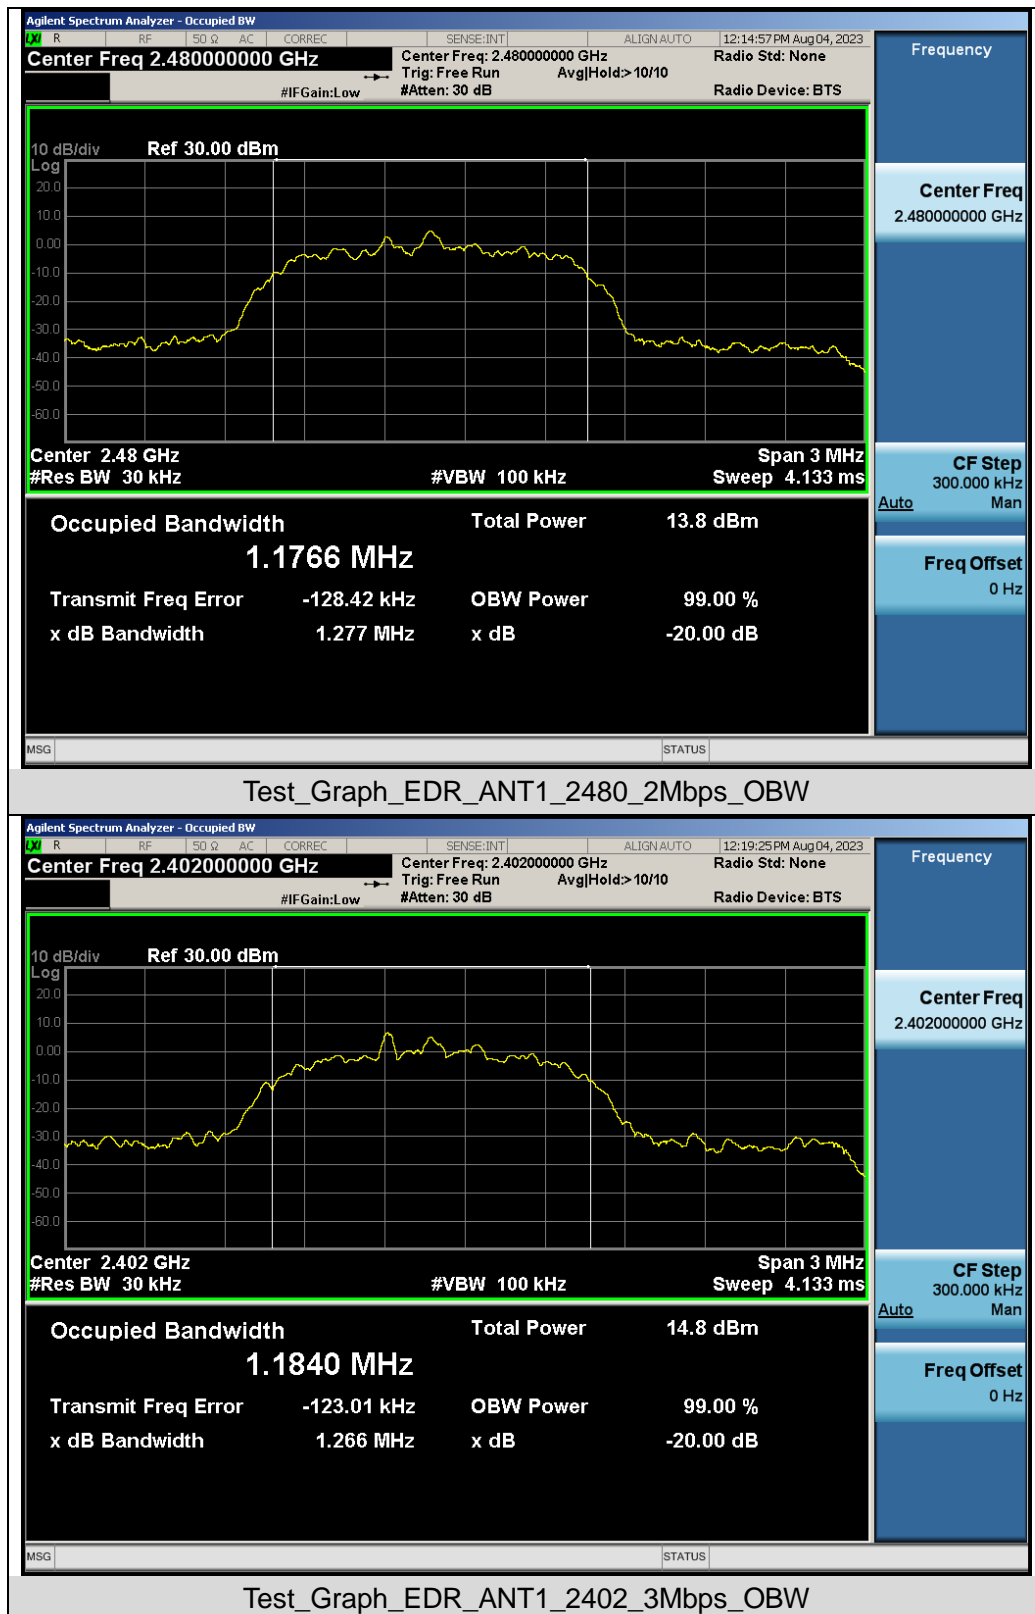 Agilent Spectrum Analyzer - Occupied BW
LXI R RF 50 Ω AC CORREC SENSE:INT ALIGN AUTO 12:14:57 PM Aug 04, 2023
Center Freq 2.480000000 GHz Center Freq: 2.480000000 GHz Radio Std: None Frequency
Trig: Free Run Avg|Hold:> 10/10
#IFGain:Low #Atten: 30 dB Radio Device: BTS
10 dB/div Ref 30.00 dBm
Log
20.0
10.0
0.00
-10.0
-20.0
-30.0
-40.0
-50.0
-60.0
Center Freq
2.480000000 GHz
Center 2.48 GHz Span 3 MHz
#Res BW 30 kHz #VBW 100 kHz Sweep 4.133 ms
CF Step
300.000 kHz
Auto Man
Freq Offset
0 Hz
Occupied Bandwidth Total Power 13.8 dBm
1.1766 MHz
Transmit Freq Error -128.42 kHz OBW Power 99.00 %
x dB Bandwidth 1.277 MHz x dB -20.00 dB
MSG STATUS
Test_Graph_EDR_ANT1_2480_2Mbps_OBW
Agilent Spectrum Analyzer - Occupied BW
LXI R RF 50 Ω AC CORREC SENSE:INT ALIGN AUTO 12:19:25 PM Aug 04, 2023
Center Freq 2.402000000 GHz Center Freq: 2.402000000 GHz Radio Std: None Frequency
Trig: Free Run Avg|Hold:> 10/10
#IFGain:Low #Atten: 30 dB Radio Device: BTS
10 dB/div Ref 30.00 dBm
Log
20.0
10.0
0.00
-10.0
-20.0
-30.0
-40.0
-50.0
-60.0
Center Freq
2.402000000 GHz
Center 2.402 GHz Span 3 MHz
#Res BW 30 kHz #VBW 100 kHz Sweep 4.133 ms
CF Step
300.000 kHz
Auto Man
Freq Offset
0 Hz
Occupied Bandwidth Total Power 14.8 dBm
1.1840 MHz
Transmit Freq Error -123.01 kHz OBW Power 99.00 %
x dB Bandwidth 1.266 MHz x dB -20.00 dB
MSG STATUS
Test_Graph_EDR_ANT1_2402_3Mbps_OBW